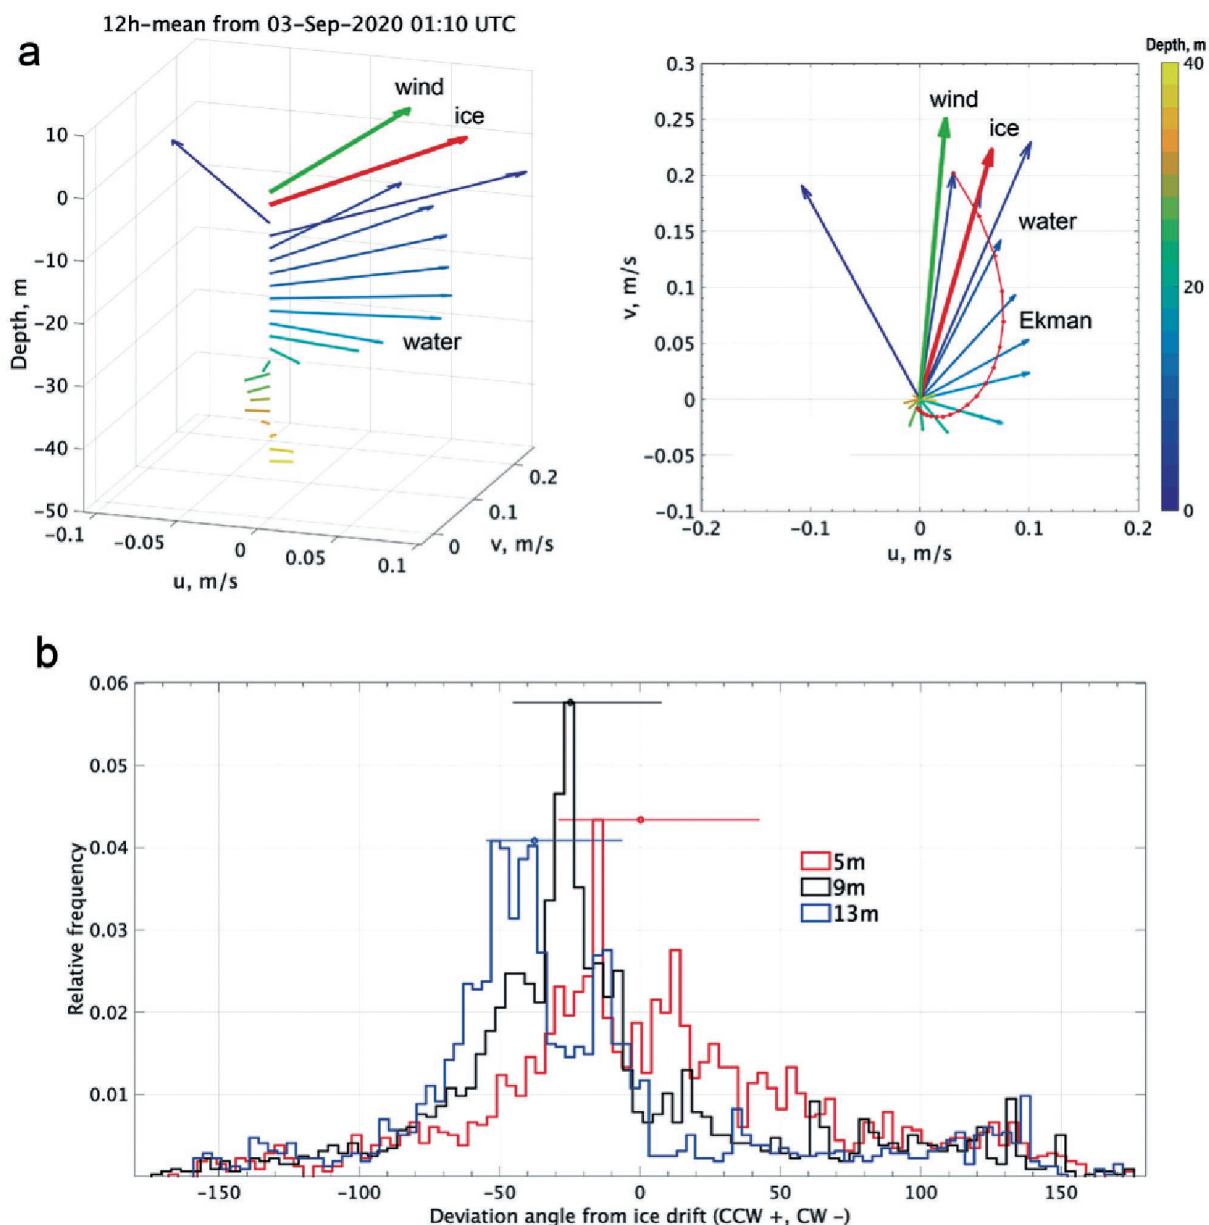 12h-mean from 03-Sep-2020 01:10 UTC
a
wind
ice
10
0
−10
−20
−30
−40
−50
Depth, m
water
−0.1
−0.05
0
0.05
0.1
u, m/s
0
0.1
0.2
v, m/s
Depth, m
0.3
0.25
0.2
0.15
0.1
0.05
0
−0.05
−0.1
v, m/s
wind
ice
water
Ekman
−0.2
−0.1
0
0.1
0.2
u, m/s
40
20
0
b
0.06
0.05
0.04
0.03
0.02
0.01
Relative frequency
5m
9m
13m
−150
−100
−50
0
50
100
150
Deviation angle from ice drift (CCW +, CW −)